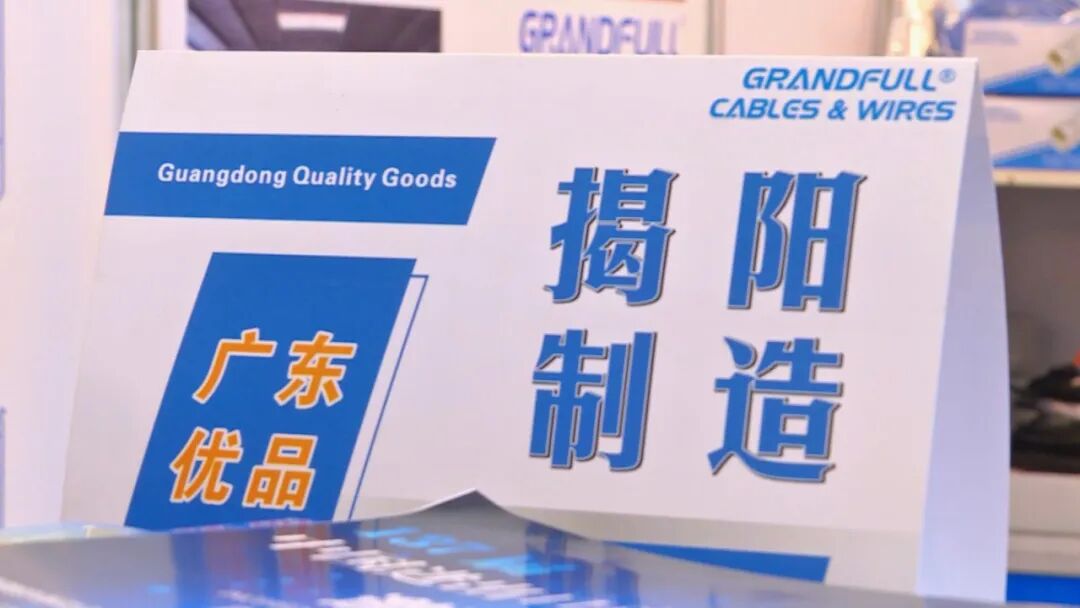 GRANDFULL
GRANDFULL®
CABLES & WIRES
Guangdong Quality Goods
揭阳
制造
广东
优品